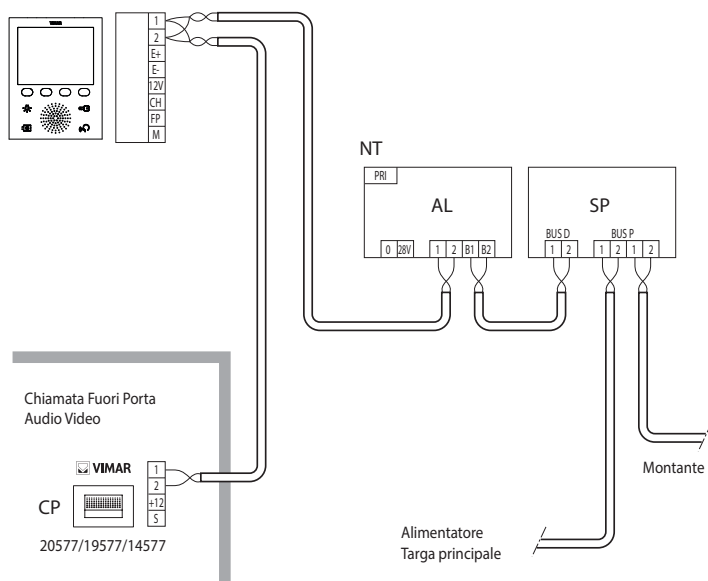 VIMAR
1
2
E+
E-
12V
CH
FP
M
NT
PRI
AL
0 28V 1 2 B1 B2
SP
BUS D BUS P
1 2 1 2 1 2
Chiamata Fuori Porta
Audio Video
VIMAR
CP
1
2
+12
S
20577/19577/14577
Montante
Alimentatore
Targa principale